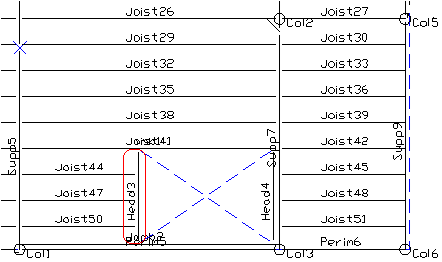 Joist26 Joist27
Col2 Col5
Joist29 Joist30
Joist32 Joist33
Joist35 Joist36
Joist38 Joist39
Supp5 Supp7 Supp9
Joist42
Joist44 Joist45
Joist47 Head3 Head4 Joist48
Joist50 Joist51
Perim6
Col1 Col3 Col6